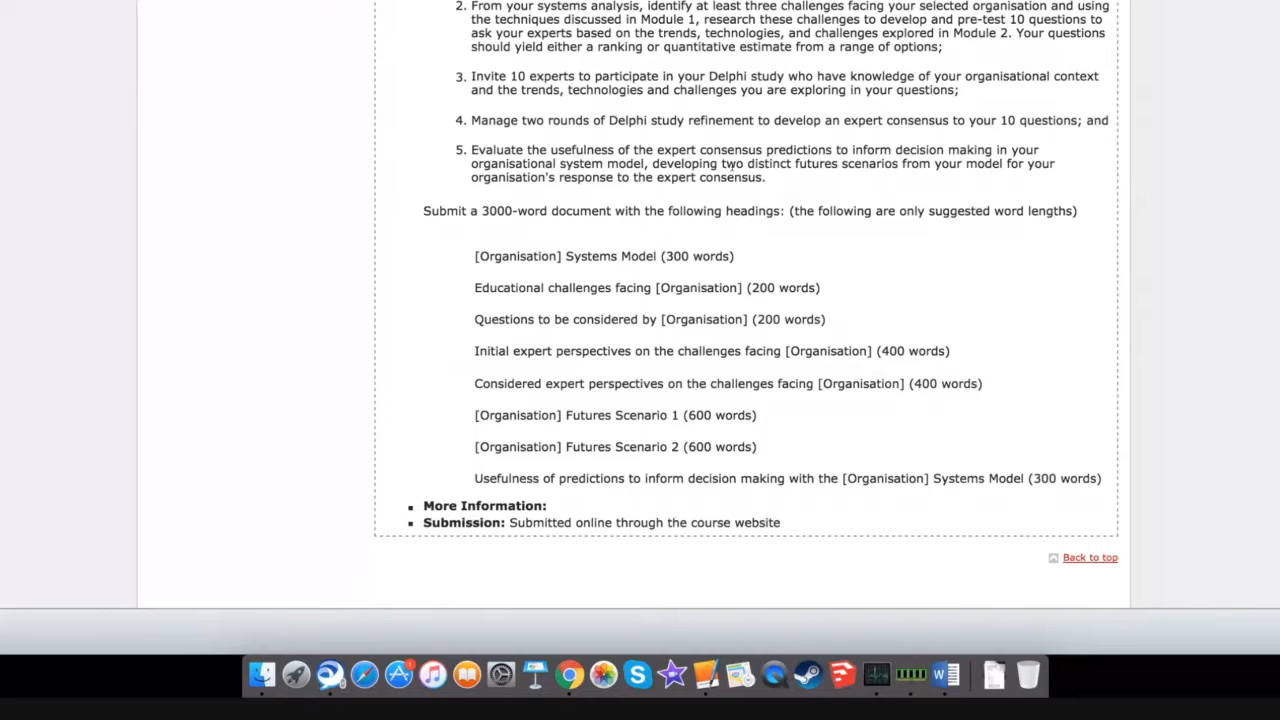 2. From your systems analysis, identify at least three challenges facing your selected organisation and using
the techniques discussed in Module 1, research these challenges to develop and pre-test 10 questions to
ask your experts based on the trends, technologies, and challenges explored in Module 2. Your questions
should yield either a ranking or quantitative estimate from a range of options;
3. Invite 10 experts to participate in your Delphi study who have knowledge of your organisational context
and the trends, technologies and challenges you are exploring in your questions;
4. Manage two rounds of Delphi study refinement to develop an expert consensus to your 10 questions; and
5. Evaluate the usefulness of the expert consensus predictions to inform decision making in your
organisational system model, developing two distinct futures scenarios from your model for your
organisation's response to the expert consensus.
Submit a 3000-word document with the following headings: (the following are only suggested word lengths)
[Organisation] Systems Model (300 words)
Educational challenges facing [Organisation] (200 words)
Questions to be considered by [Organisation] (200 words)
Initial expert perspectives on the challenges facing [Organisation] (400 words)
Considered expert perspectives on the challenges facing [Organisation] (400 words)
[Organisation] Futures Scenario 1 (600 words)
[Organisation] Futures Scenario 2 (600 words)
Usefulness of predictions to inform decision making with the [Organisation] Systems Model (300 words)
▪ More Information:
▪ Submission: Submitted online through the course website
Back to top